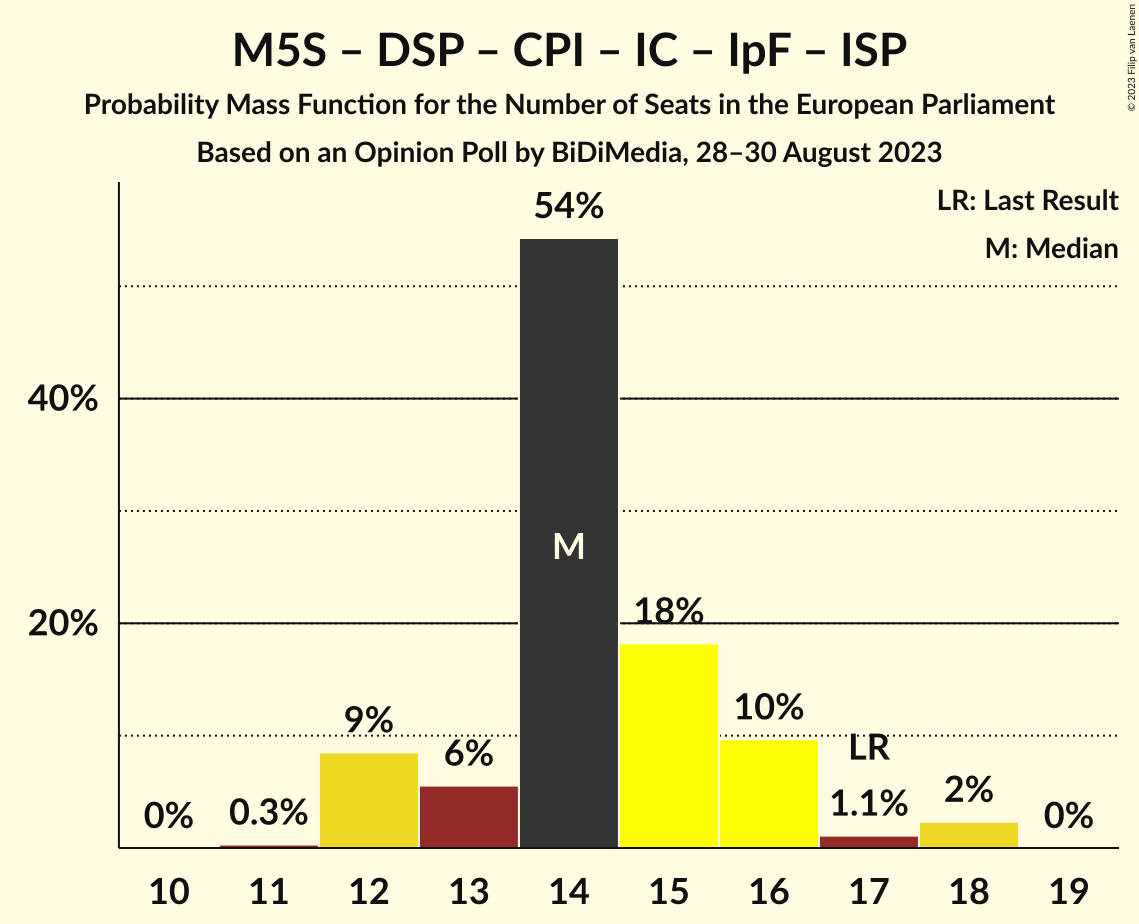 M5S – DSP – CPI – IC – IpF – ISP
Probability Mass Function for the Number of Seats in the European Parliament
Based on an Opinion Poll by BiDiMedia, 28–30 August 2023
© 2023 Filip van Laenen
LR: Last Result
M: Median
54%
40%
M
20%
18%
9%
6%
10%
LR
0%
0.3%
1.1%
2%
0%
10 11 12 13 14 15 16 17 18 19